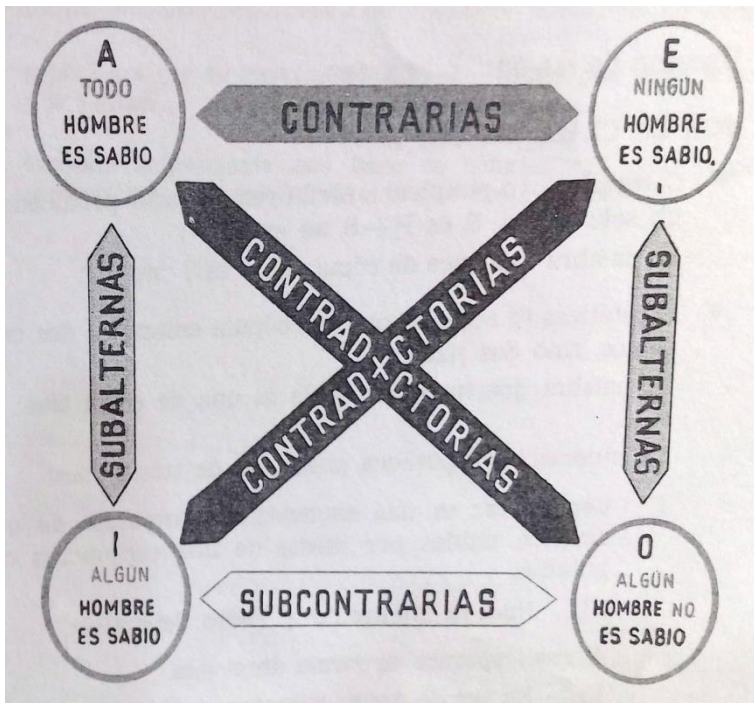 A
TODO
HOMBRE
ES SABIO
CONTRARIAS
E
NINGÚN
HOMBRE
ES SABIO.
SUBALTERNAS
CONTRADICTORIAS
CONTRADICTORIAS
SUBALTERNAS
I
ALGÚN
HOMBRE
ES SABIO
SUBCONTRARIAS
O
ALGÚN
HOMBRE NO
ES SABIO